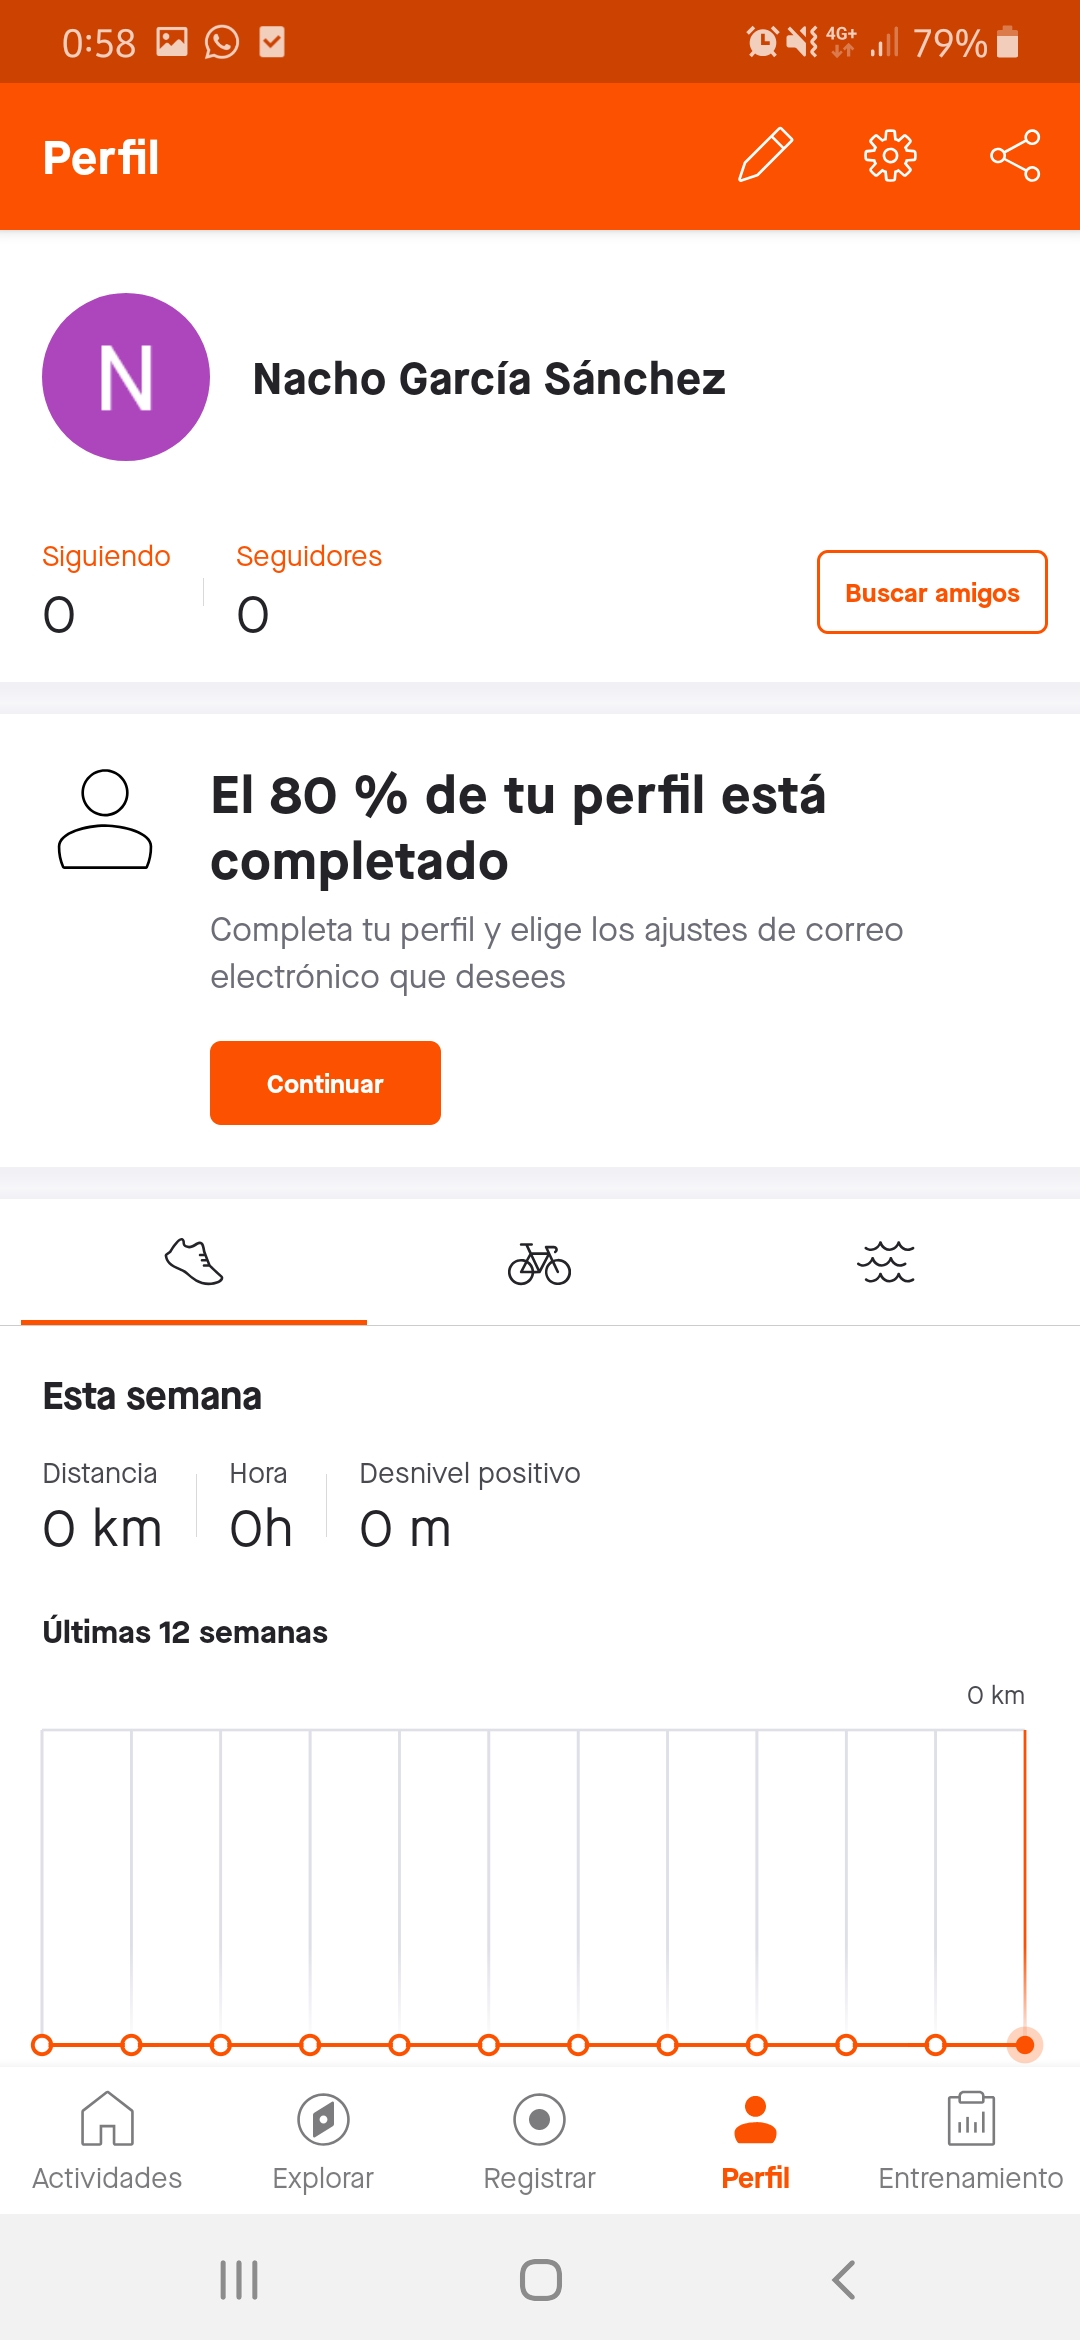 0:58
4G+ 79%
Perfil
N
Nacho García Sánchez
Siguiendo Seguidores
0 0
Buscar amigos
El 80 % de tu perfil está
completado
Completa tu perfil y elige los ajustes de correo
electrónico que desees
Continuar
Esta semana
Distancia Hora Desnivel positivo
0 km 0h 0 m
Últimas 12 semanas
0 km
Actividades Explorar Registrar Perfil Entrenamiento